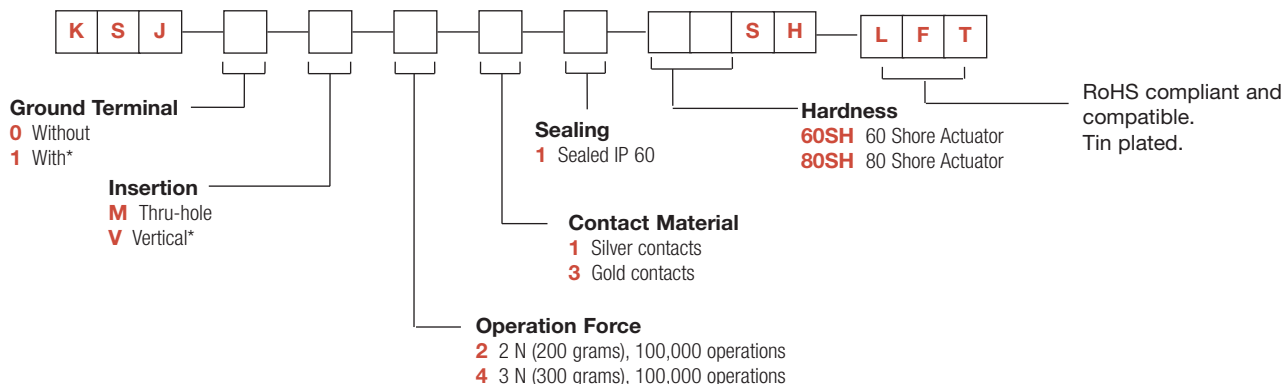 K S J S H L F T
Ground Terminal
0 Without
1 With*
Insertion
M Thru-hole
V Vertical*
Operation Force
2 2 N (200 grams), 100,000 operations
4 3 N (300 grams), 100,000 operations
Contact Material
1 Silver contacts
3 Gold contacts
Sealing
1 Sealed IP 60
Hardness
60SH 60 Shore Actuator
80SH 80 Shore Actuator
RoHS compliant and
compatible.
Tin plated.